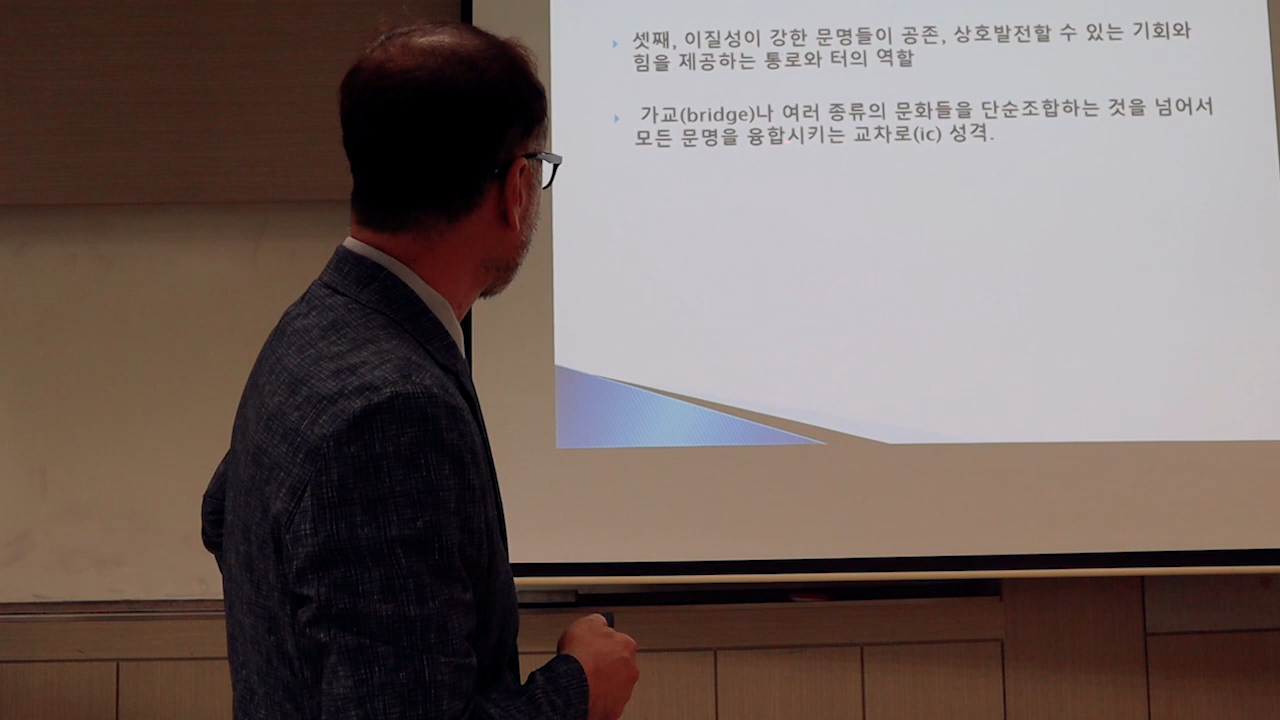 셋째, 이질성이 강한 문명들이 공존, 상호발전할 수 있는 기회와
힘을 제공하는 통로와 터의 역할
가교(bridge)나 여러 종류의 문화들을 단순조합하는 것을 넘어서
모든 문명을 융합시키는 교차로(ic) 성격.